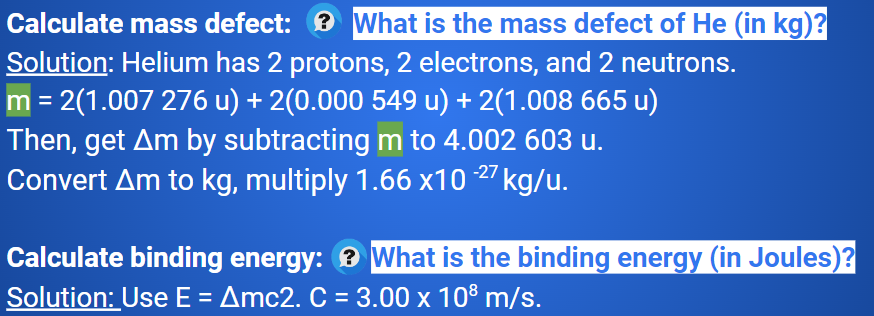 Calculate mass defect: ? What is the mass defect of He (in kg)?
Solution: Helium has 2 protons, 2 electrons, and 2 neutrons.
m = 2(1.007 276 u) + 2(0.000 549 u) + 2(1.008 665 u)
Then, get Δm by subtracting m to 4.002 603 u.
Convert Δm to kg, multiply 1.66 x10 ⁻²⁷ kg/u.
Calculate binding energy: ? What is the binding energy (in Joules)?
Solution: Use E = Δmc2. C = 3.00 x 10⁸ m/s.